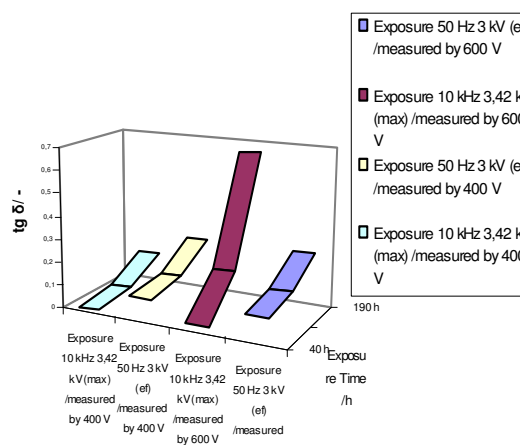 Exposure 50 Hz 3 kV (e
/measured by 600 V
Exposure 10 kHz 3,42 k
(max) /measured by 600
V
Exposure 50 Hz 3 kV (e
/measured by 400 V
Exposure 10 kHz 3,42 k
(max) /measured by 400
V
0,7
0,6
0,5
0,4
0,3
0,2
0,1
0
tg δ/ -
190 h
40 h
Exposu
re Time
/h
Exposure
10 kHz 3,42
kV(max)
/measured
by 400 V
Exposure
50 Hz 3 kV
(ef)
/measured
by 400 V
Exposure
10 kHz 3,42
kV(max)
/measured
by 600 V
Exposure
50 Hz 3 kV
(ef)
/measured